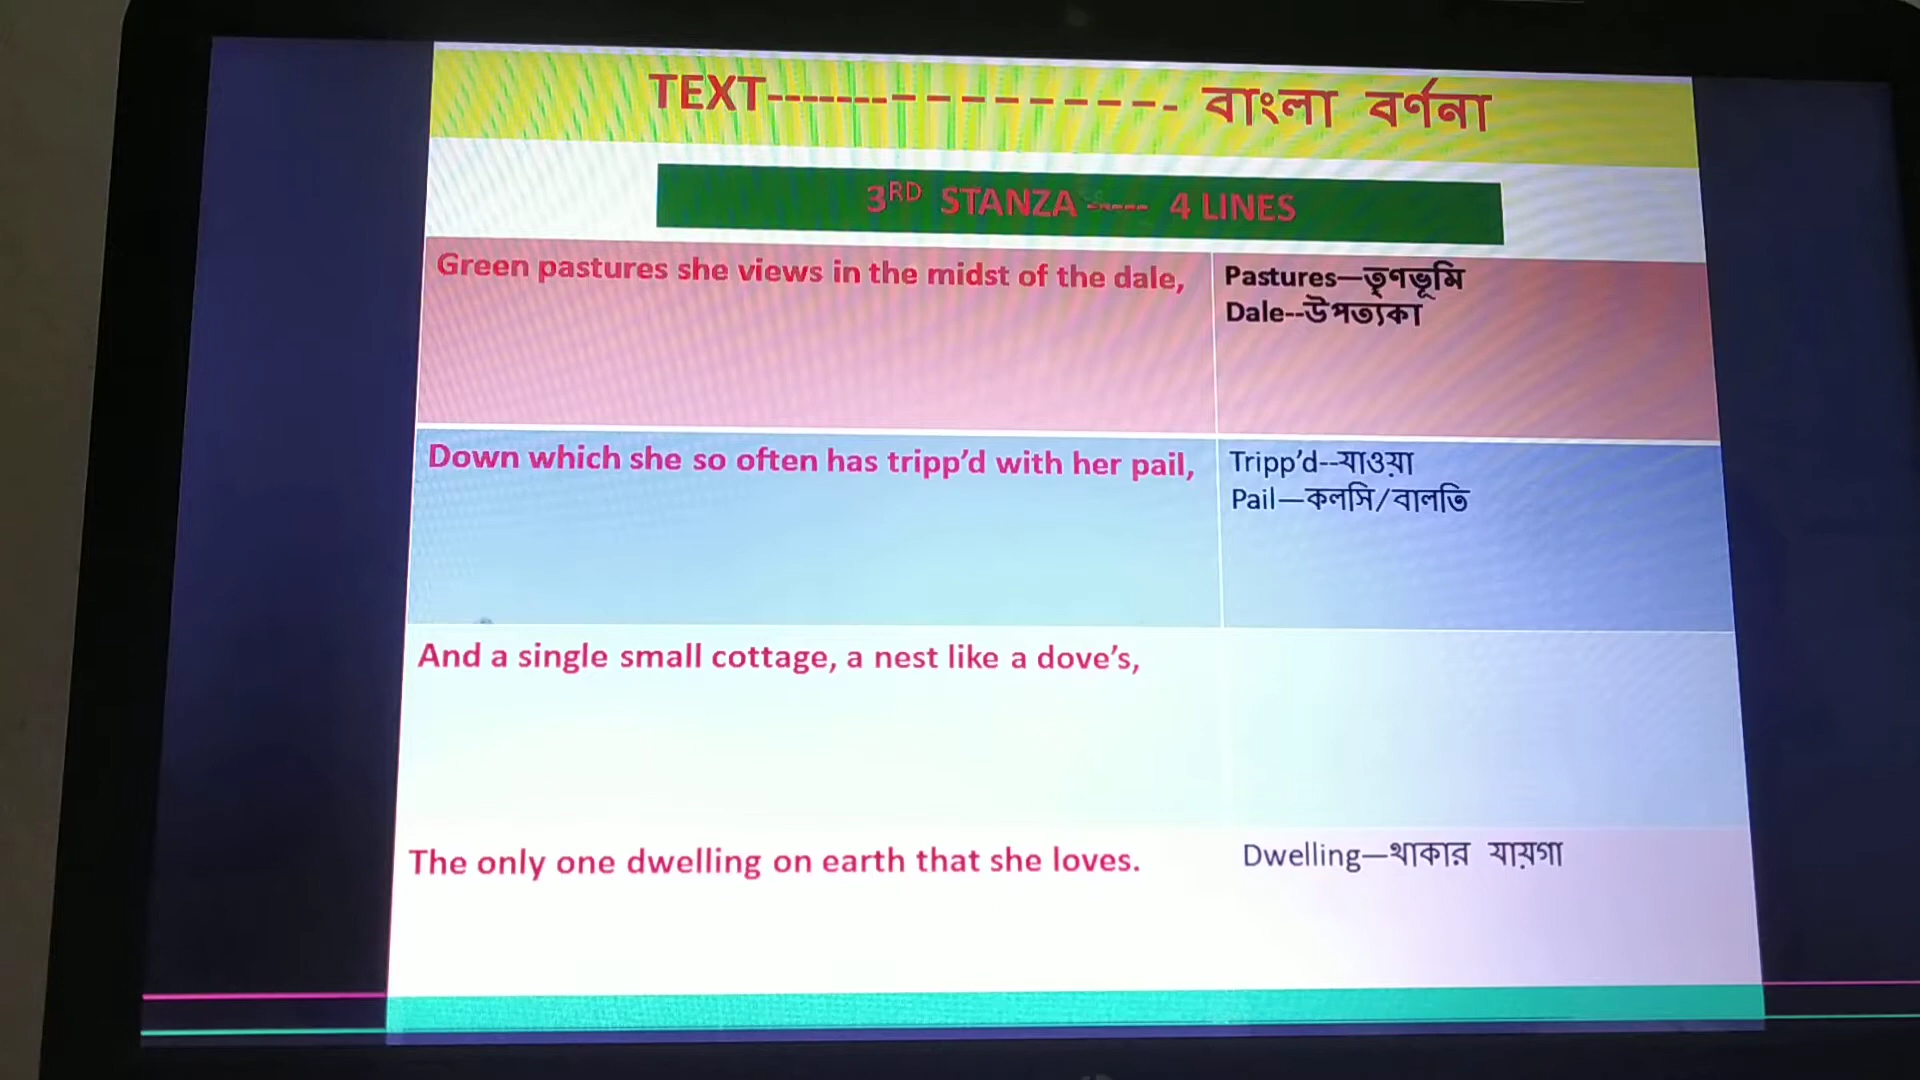 TEXT----------------- বাংলা বর্ণনা
3RD STANZA ----- 4 LINES
Green pastures she views in the midst of the dale,
Pastures—তৃণভূমি
Dale--উপত্যকা
Down which she so often has tripp’d with her pail,
Tripp’d--যাওয়া
Pail—কলসি/বালতি
And a single small cottage, a nest like a dove’s,
The only one dwelling on earth that she loves.
Dwelling—থাকার যায়গা